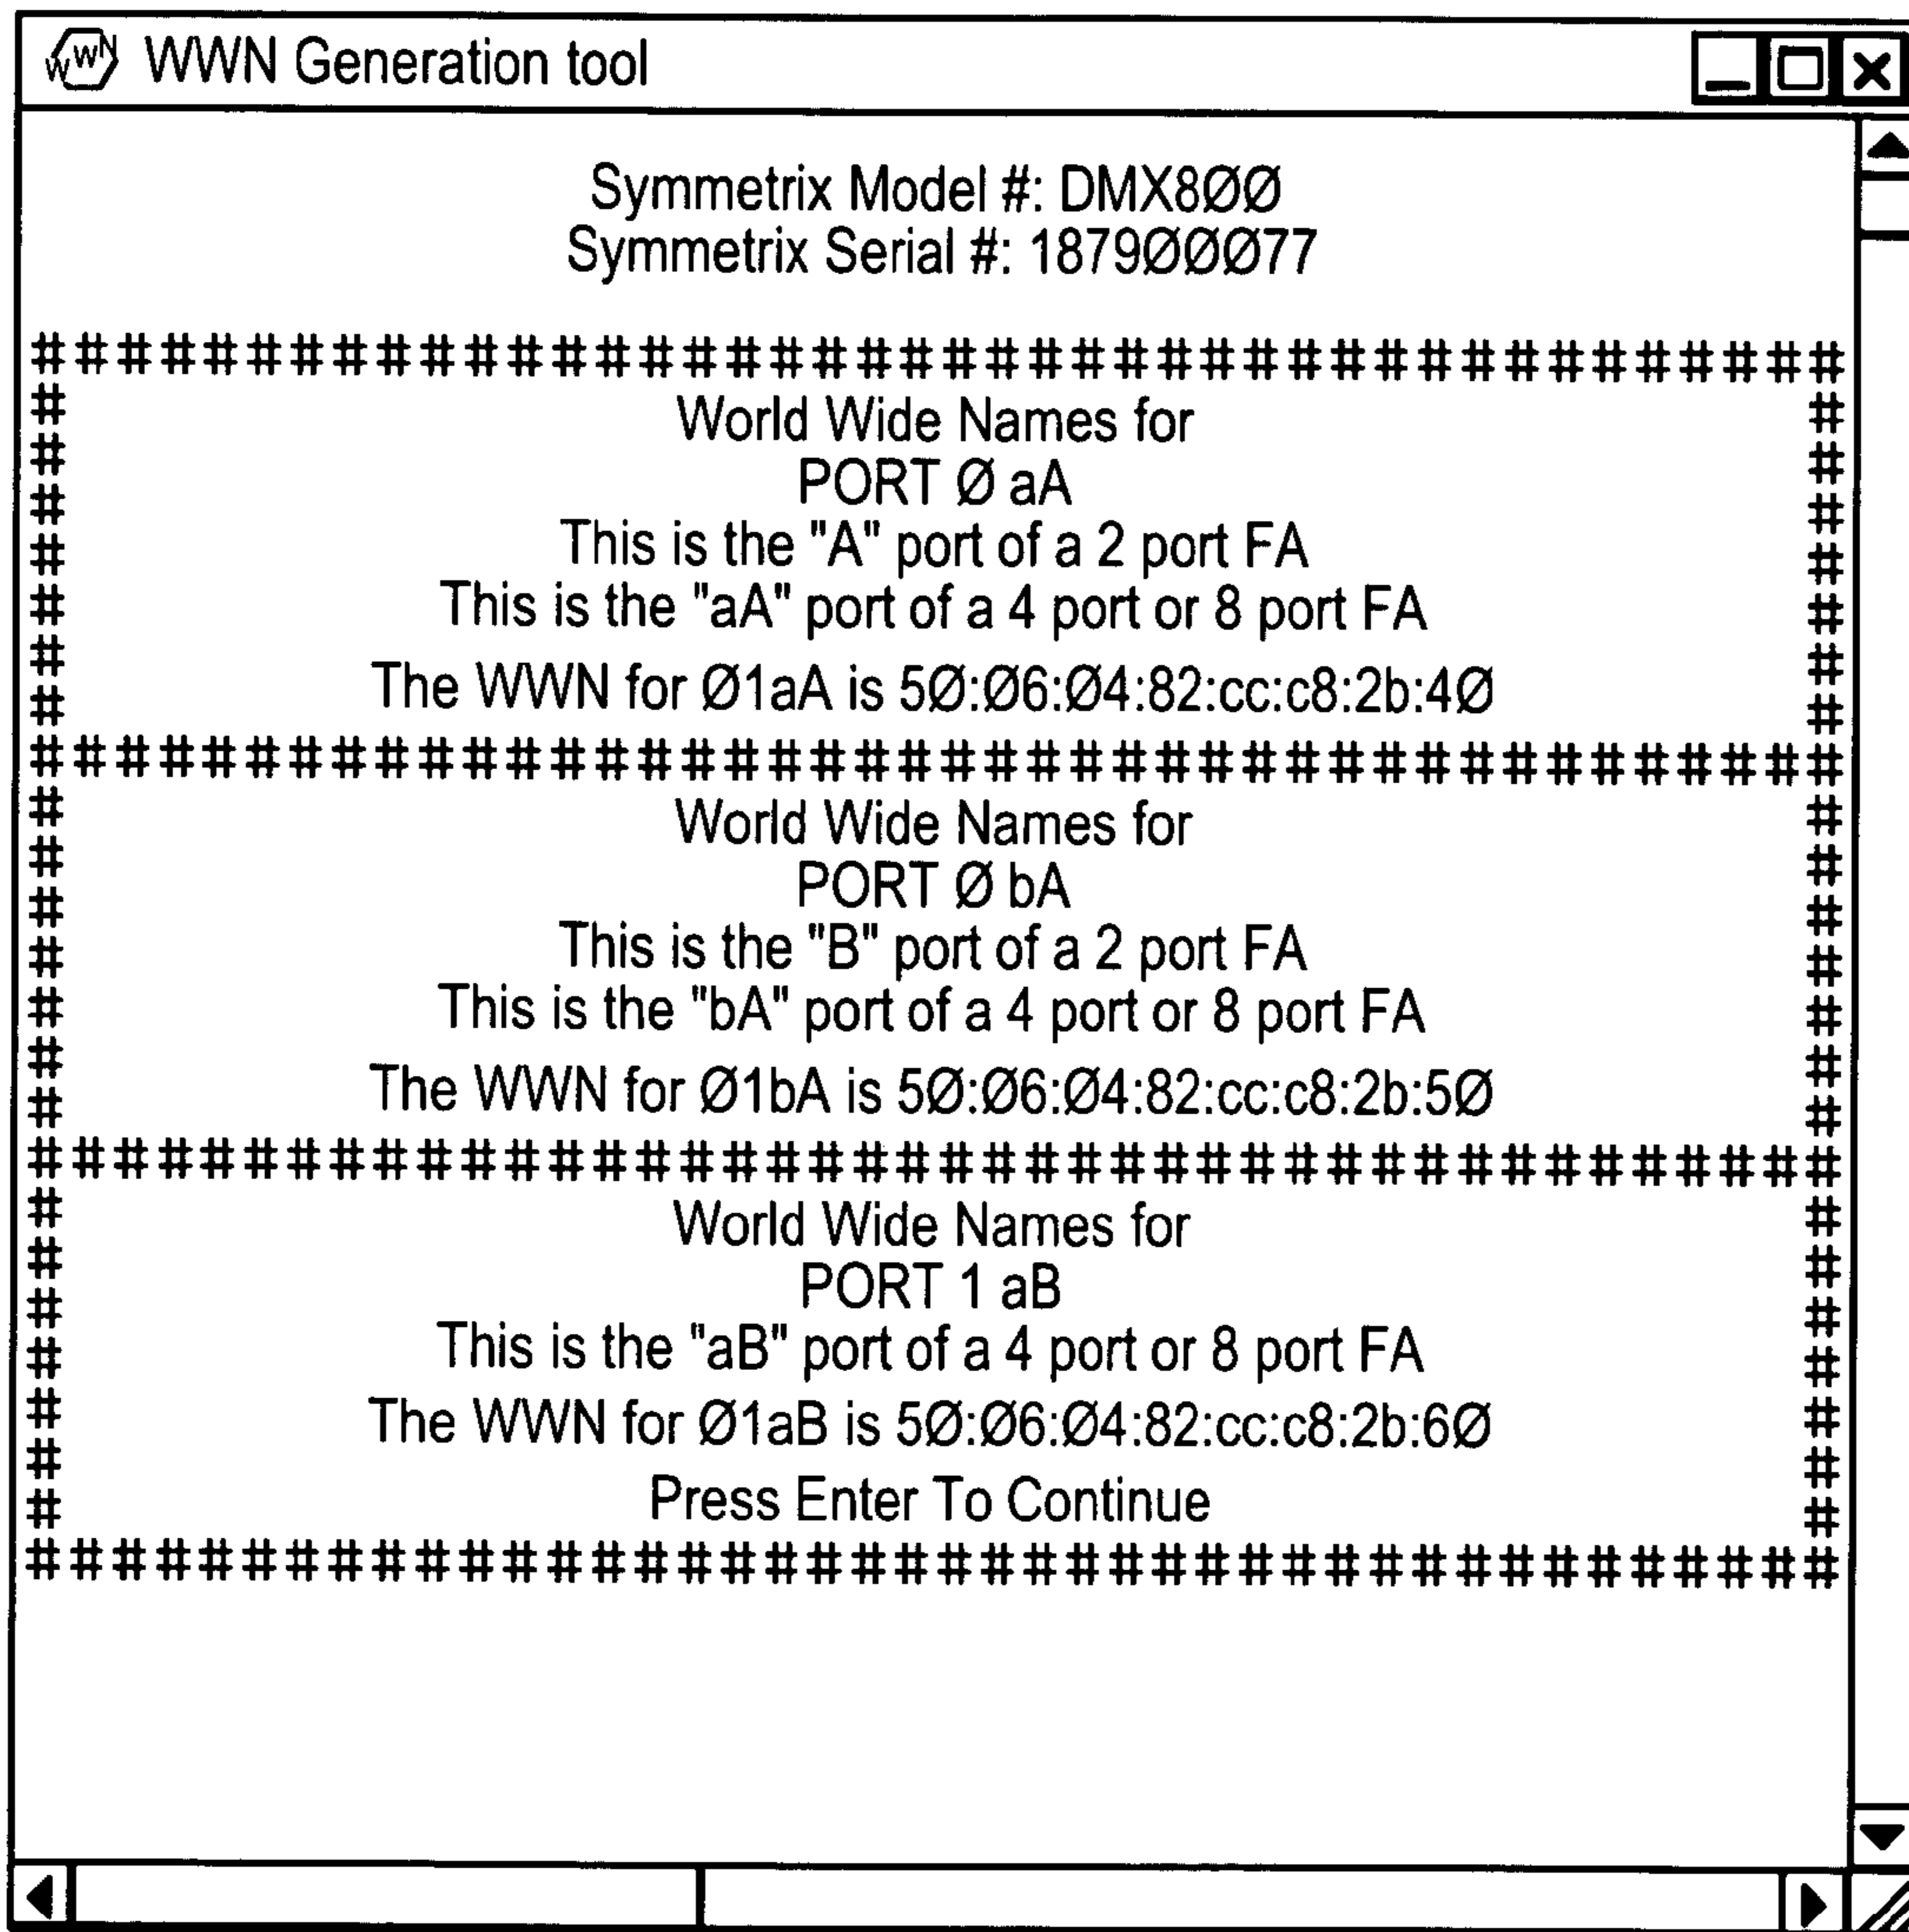 WWN WWN Generation tool
Symmetrix Model #: DMX8ØØ
Symmetrix Serial #: 1879ØØØ77
# # # # # # # # # # # # # # # # # # # # # # # # # # # # # # # # # # # # # # # # # #
# World Wide Names for #
# PORT Ø aA #
# This is the "A" port of a 2 port FA #
# This is the "aA" port of a 4 port or 8 port FA #
# The WWN for Ø1aA is 5Ø:Ø6:Ø4:82:cc:c8:2b:4Ø #
# # # # # # # # # # # # # # # # # # # # # # # # # # # # # # # # # # # # # # # # # #
# World Wide Names for #
# PORT Ø bA #
# This is the "B" port of a 2 port FA #
# This is the "bA" port of a 4 port or 8 port FA #
# The WWN for Ø1bA is 5Ø:Ø6:Ø4:82:cc:c8:2b:5Ø #
# # # # # # # # # # # # # # # # # # # # # # # # # # # # # # # # # # # # # # # # # #
# World Wide Names for #
# PORT 1 aB #
# This is the "aB" port of a 4 port or 8 port FA #
# The WWN for Ø1aB is 5Ø:Ø6:Ø4:82:cc:c8:2b:6Ø #
# Press Enter To Continue #
# # # # # # # # # # # # # # # # # # # # # # # # # # # # # # # # # # # # # # # # # #